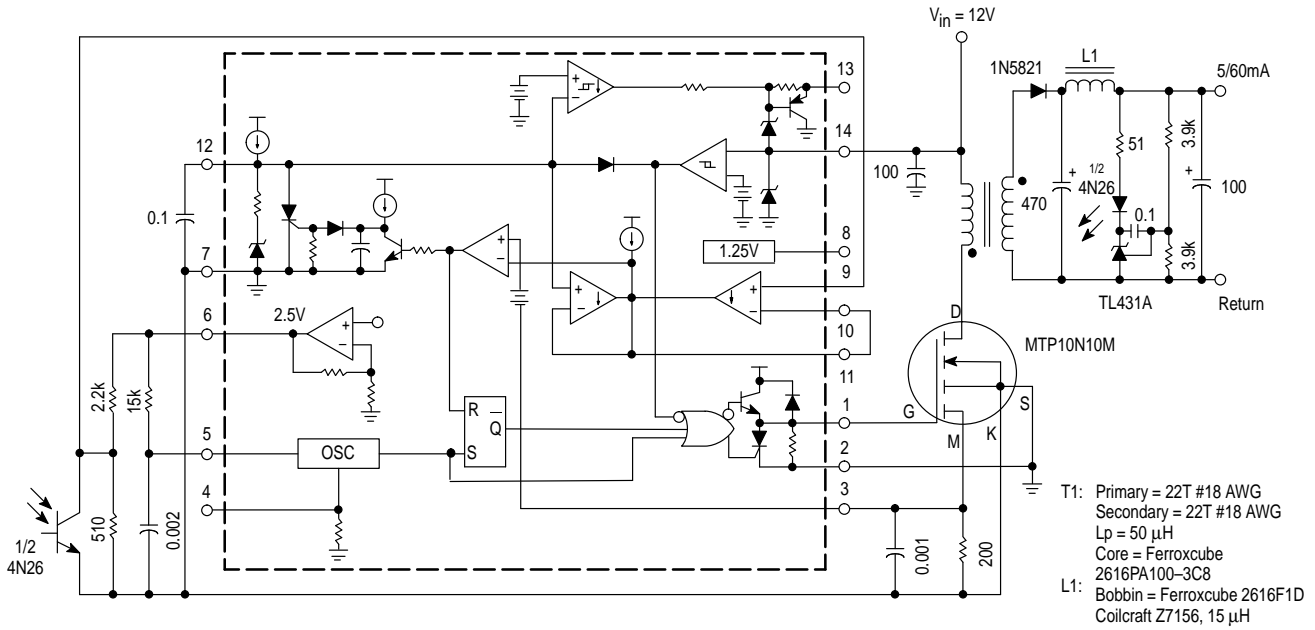 Vin = 12V
1N5821
L1
5/60mA
13
14
12
100
51
3.9k
+
1/2
4N26
+
100
470
0.1
3.9k
0.1
TL431A
Return
7
8
1.25V
9
6
2.5V
10
D
MTP10N10M
11
2.2k
15k
R
Q
S
1
G
S
M
K
5
OSC
2
4
3
510
0.002
1/2
4N26
0.001
200
T1: Primary = 22T #18 AWG
Secondary = 22T #18 AWG
Lp = 50 μH
Core = Ferroxcube
2616PA100–3C8
L1: Bobbin = Ferroxcube 2616F1D
Coilcraft Z7156, 15 μH
+
−
+
−
+
−
+
−
+
−